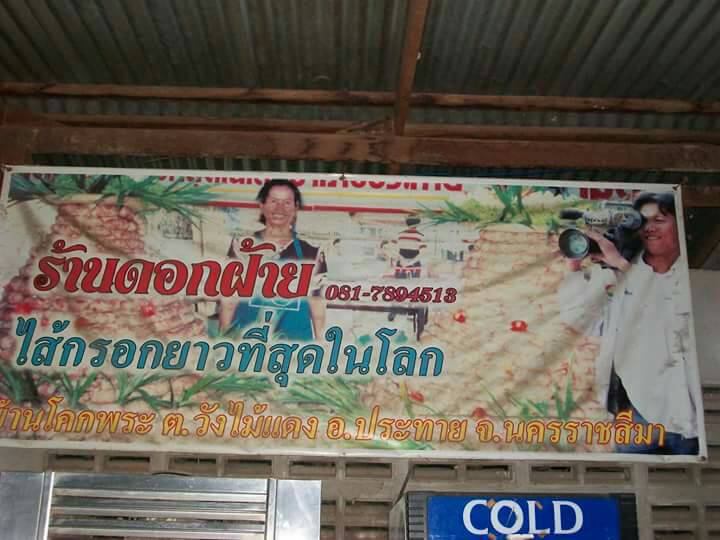 ร้านดอกฝ้าย 081-7894513
ไส้กรอกยาวที่สุดในโลก
บ้านโคกพระ ต.วังไม้แดง อ.ประทาย จ.นครราชสีมา
COLD